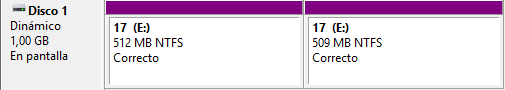 Disco 1
Dinámico
1,00 GB
En pantalla
17 (E:)
512 MB NTFS
Correcto
17 (E:)
509 MB NTFS
Correcto